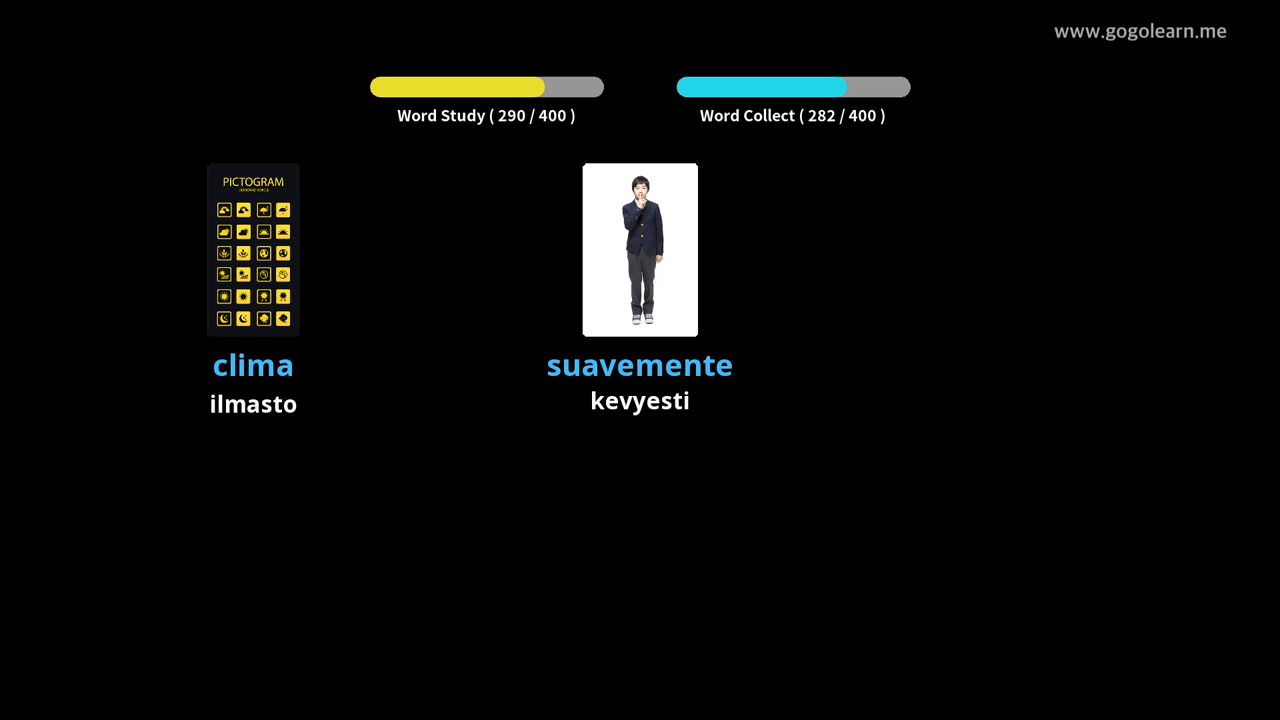 www.gogolearn.me
Word Study ( 290 / 400 )
Word Collect ( 282 / 400 )
PICTOGRAM
clima
suavemente
ilmasto
kevyesti